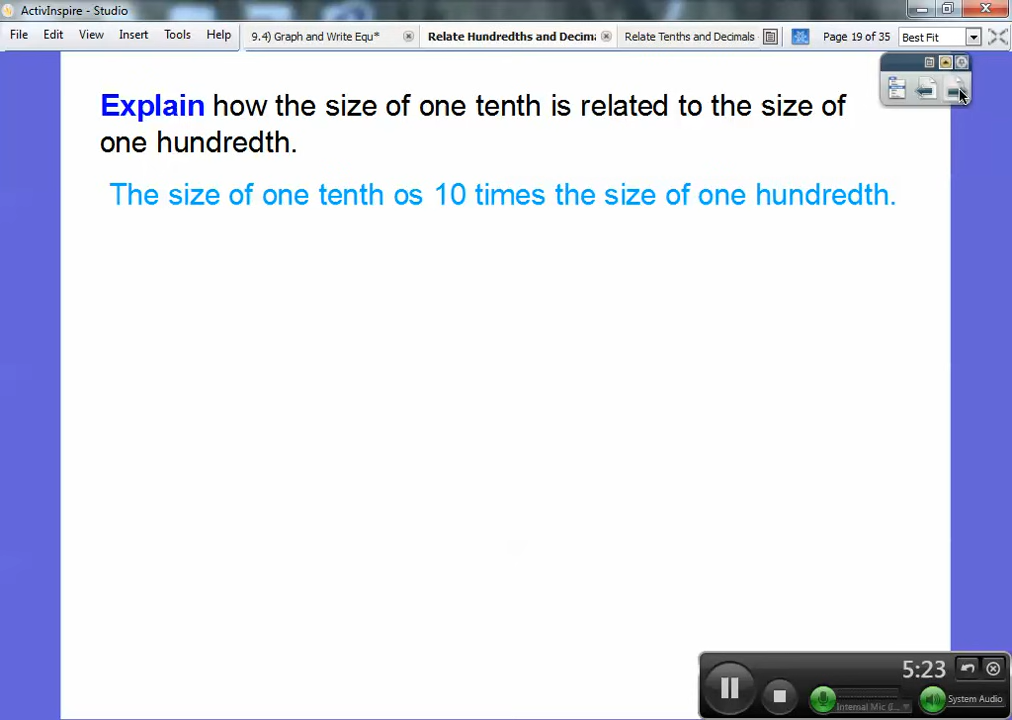 ActivInspire - Studio
File Edit View Insert Tools Help
9.4) Graph and Write Equ* Relate Hundredths and Decima Relate Tenths and Decimals Page 19 of 35 Best Fit
Explain how the size of one tenth is related to the size of
one hundredth.
The size of one tenth os 10 times the size of one hundredth.
5:23
Internal Mic (I... System Audio